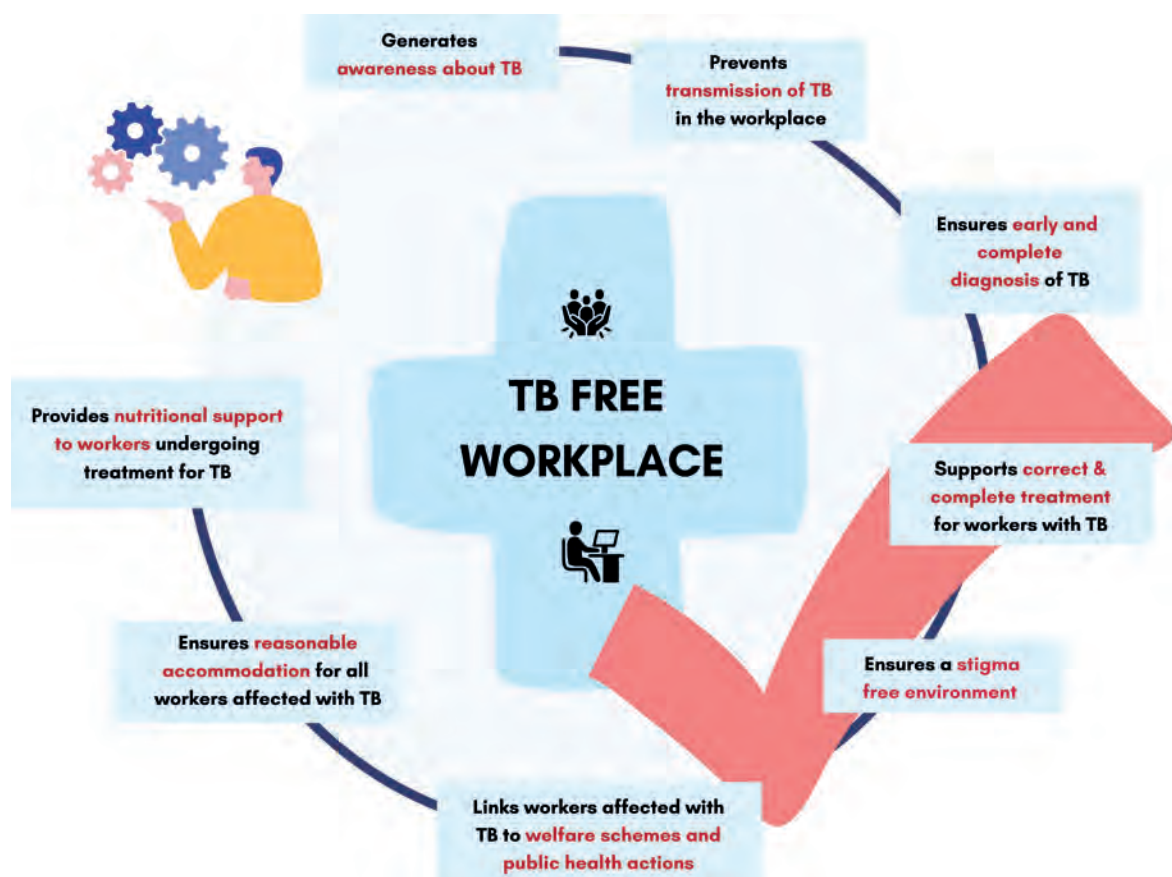 Generates
awareness about TB
Prevents
transmission of TB
in the workplace
Ensures early and
complete
diagnosis of TB
Supports correct &
complete treatment
for workers with TB
Ensures a stigma
free environment
Links workers affected with
TB to welfare schemes and
public health actions
Ensures reasonable
accommodation for all
workers affected with TB
Provides nutritional support
to workers undergoing
treatment for TB
TB FREE
WORKPLACE